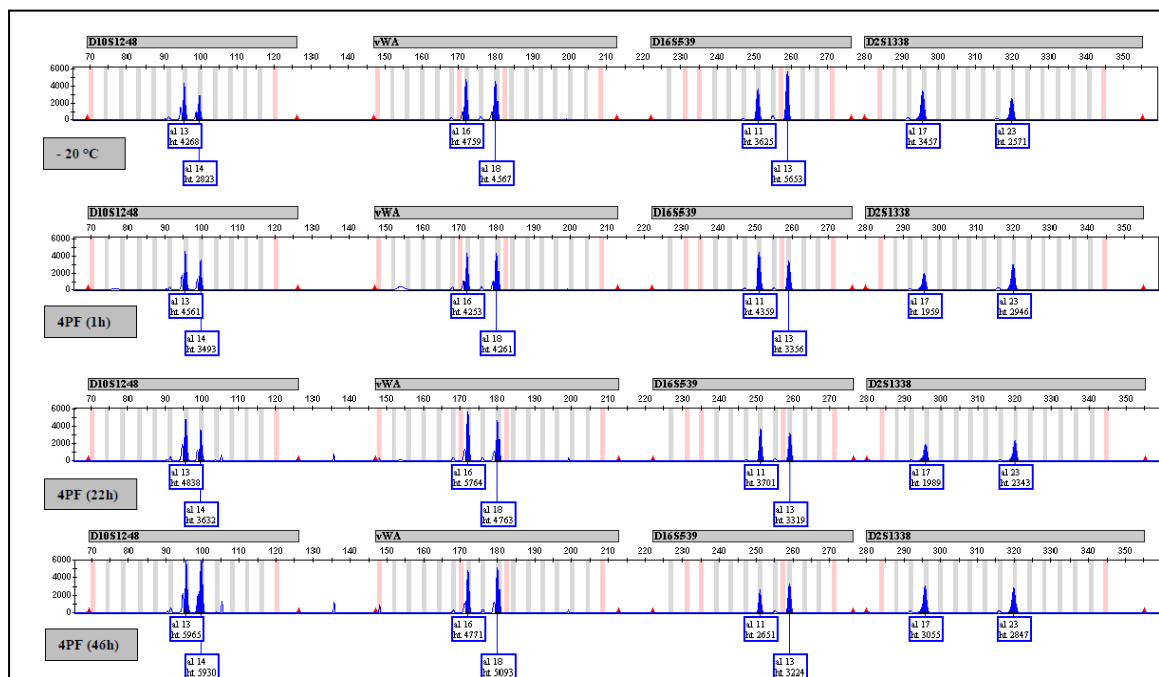 D10S1248 vWA D16S539 D2S1338
70 80 90 100 110 120 130 140 150 160 170 180 190 200 210 220 230 240 250 260 270 280 290 300 310 320 330 340 350
6000
4000
2000
0
- 20 °C
al 13
ht 4268
al 14
ht 2823
al 16
ht 4759
al 18
ht 4567
al 11
ht 3625
al 13
ht 5653
al 17
ht 3457
al 23
ht 2571
D10S1248 vWA D16S539 D2S1338
70 80 90 100 110 120 130 140 150 160 170 180 190 200 210 220 230 240 250 260 270 280 290 300 310 320 330 340 350
6000
4000
2000
0
4PF (1h)
al 13
ht 4561
al 14
ht 3493
al 16
ht 4253
al 18
ht 4261
al 11
ht 4359
al 13
ht 3356
al 17
ht 1959
al 23
ht 2946
D10S1248 vWA D16S539 D2S1338
70 80 90 100 110 120 130 140 150 160 170 180 190 200 210 220 230 240 250 260 270 280 290 300 310 320 330 340 350
6000
4000
2000
0
4PF (22h)
al 13
ht 4838
al 14
ht 3632
al 16
ht 5764
al 18
ht 4763
al 11
ht 3701
al 13
ht 3319
al 17
ht 1989
al 23
ht 2343
D10S1248 vWA D16S539 D2S1338
70 80 90 100 110 120 130 140 150 160 170 180 190 200 210 220 230 240 250 260 270 280 290 300 310 320 330 340 350
6000
4000
2000
0
4PF (46h)
al 13
ht 5965
al 14
ht 5930
al 16
ht 4771
al 18
ht 5093
al 11
ht 2651
al 13
ht 3224
al 17
ht 3055
al 23
ht 2847